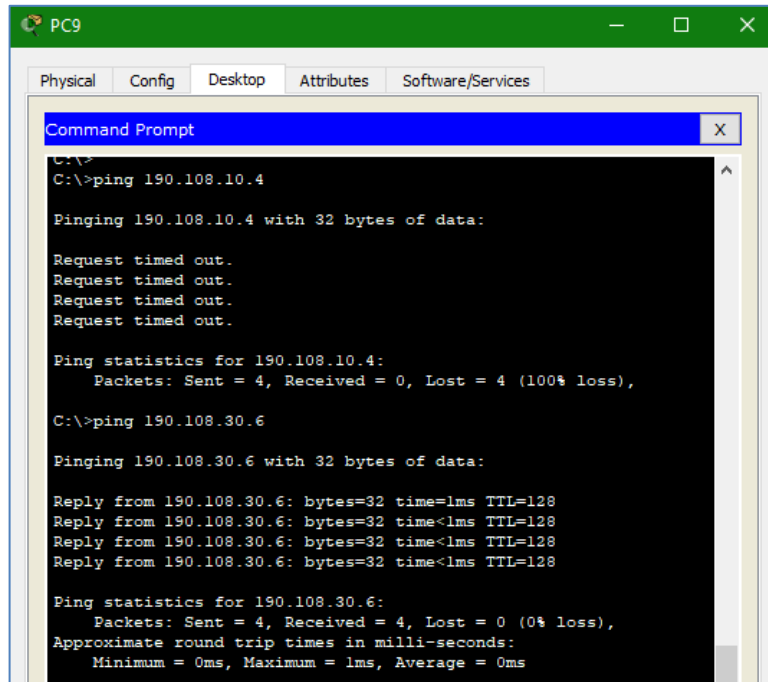 PC9
Physical Config Desktop Attributes Software/Services
Command Prompt X
C:\>
C:\>ping 190.108.10.4
Pinging 190.108.10.4 with 32 bytes of data:
Request timed out.
Request timed out.
Request timed out.
Request timed out.
Ping statistics for 190.108.10.4:
Packets: Sent = 4, Received = 0, Lost = 4 (100% loss),
C:\>ping 190.108.30.6
Pinging 190.108.30.6 with 32 bytes of data:
Reply from 190.108.30.6: bytes=32 time=1ms TTL=128
Reply from 190.108.30.6: bytes=32 time<1ms TTL=128
Reply from 190.108.30.6: bytes=32 time<1ms TTL=128
Reply from 190.108.30.6: bytes=32 time<1ms TTL=128
Ping statistics for 190.108.30.6:
Packets: Sent = 4, Received = 4, Lost = 0 (0% loss),
Approximate round trip times in milli-seconds:
Minimum = 0ms, Maximum = 1ms, Average = 0ms